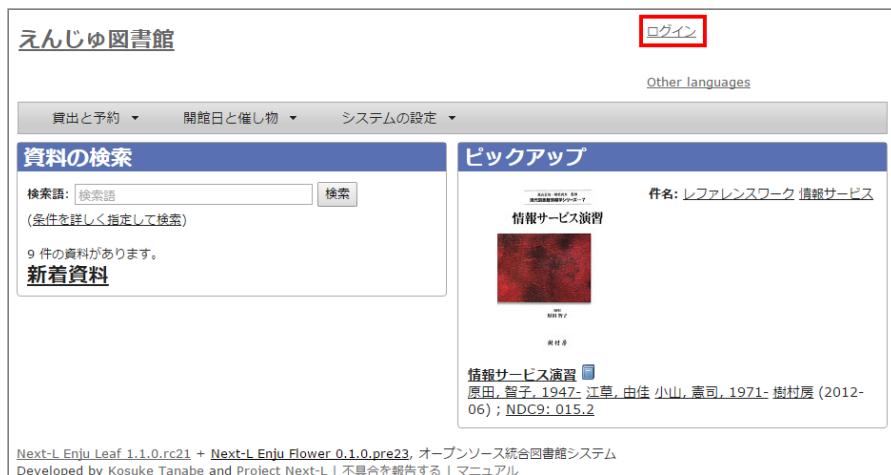 えんじゅ図書館
ログイン
Other languages
貸出と予約 ▼ 開館日と催し物 ▼ システムの設定 ▼
資料の検索
検索語: 検索語 検索
(条件を詳しく指定して検索)
9 件の資料があります。
新着資料
ピックアップ
情報サービス演習
樹村房
件名: レファレンスワーク 情報サービス
情報サービス演習
原田, 智子, 1947- 江草, 由佳 小山, 憲司, 1971- 樹村房 (2012-
06) ; NDC9: 015.2
Next-L Enju Leaf 1.1.0.rc21 + Next-L Enju Flower 0.1.0.pre23, オープンソース統合図書館システム
Developed by Kosuke Tanabe and Project Next-L | 不具合を報告する | マニュアル